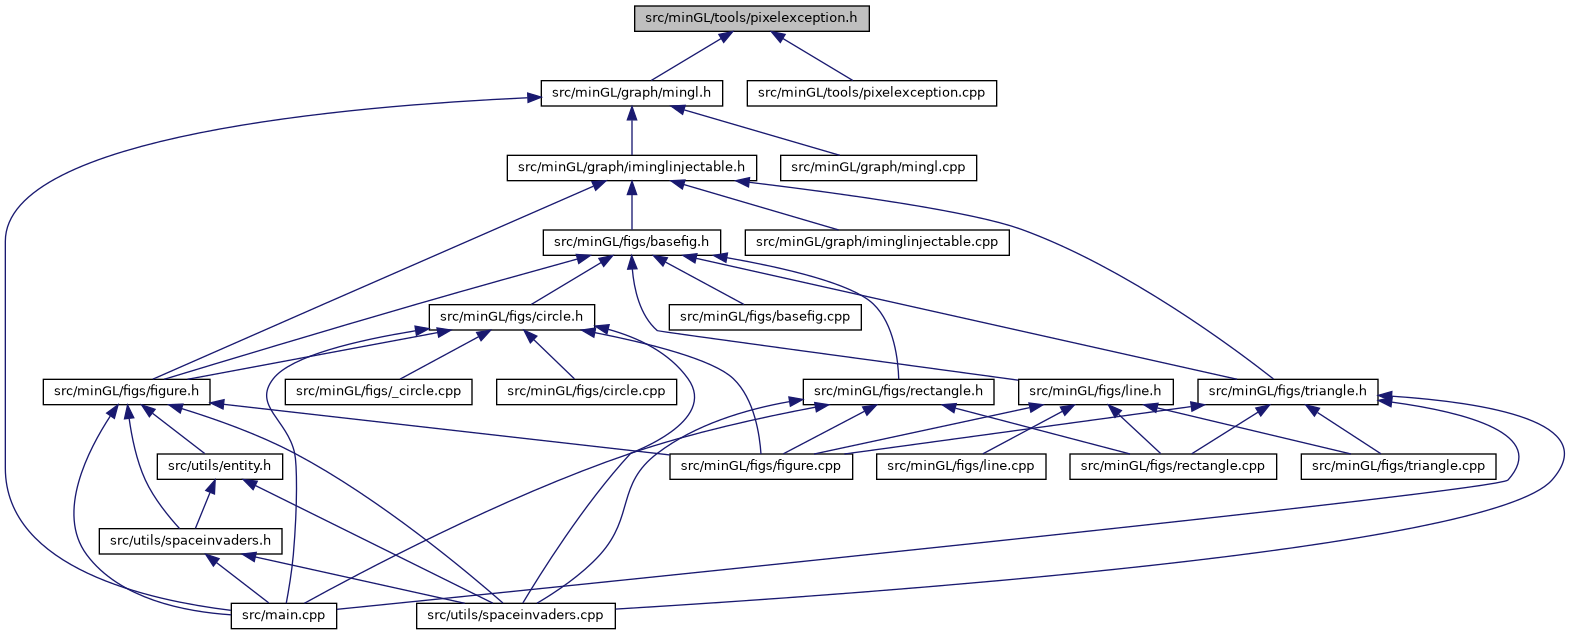 src/minGL/tools/pixelexception.h
src/minGL/graph/mingl.h
src/minGL/tools/pixelexception.cpp
src/minGL/graph/iminglinjectable.h
src/minGL/graph/mingl.cpp
src/minGL/figs/basefig.h
src/minGL/graph/iminglinjectable.cpp
src/minGL/figs/circle.h
src/minGL/figs/basefig.cpp
src/minGL/figs/figure.h
src/minGL/figs/_circle.cpp
src/minGL/figs/circle.cpp
src/minGL/figs/rectangle.h
src/minGL/figs/line.h
src/minGL/figs/triangle.h
src/utils/entity.h
src/minGL/figs/figure.cpp
src/minGL/figs/line.cpp
src/minGL/figs/rectangle.cpp
src/minGL/figs/triangle.cpp
src/utils/spaceinvaders.h
src/main.cpp
src/utils/spaceinvaders.cpp